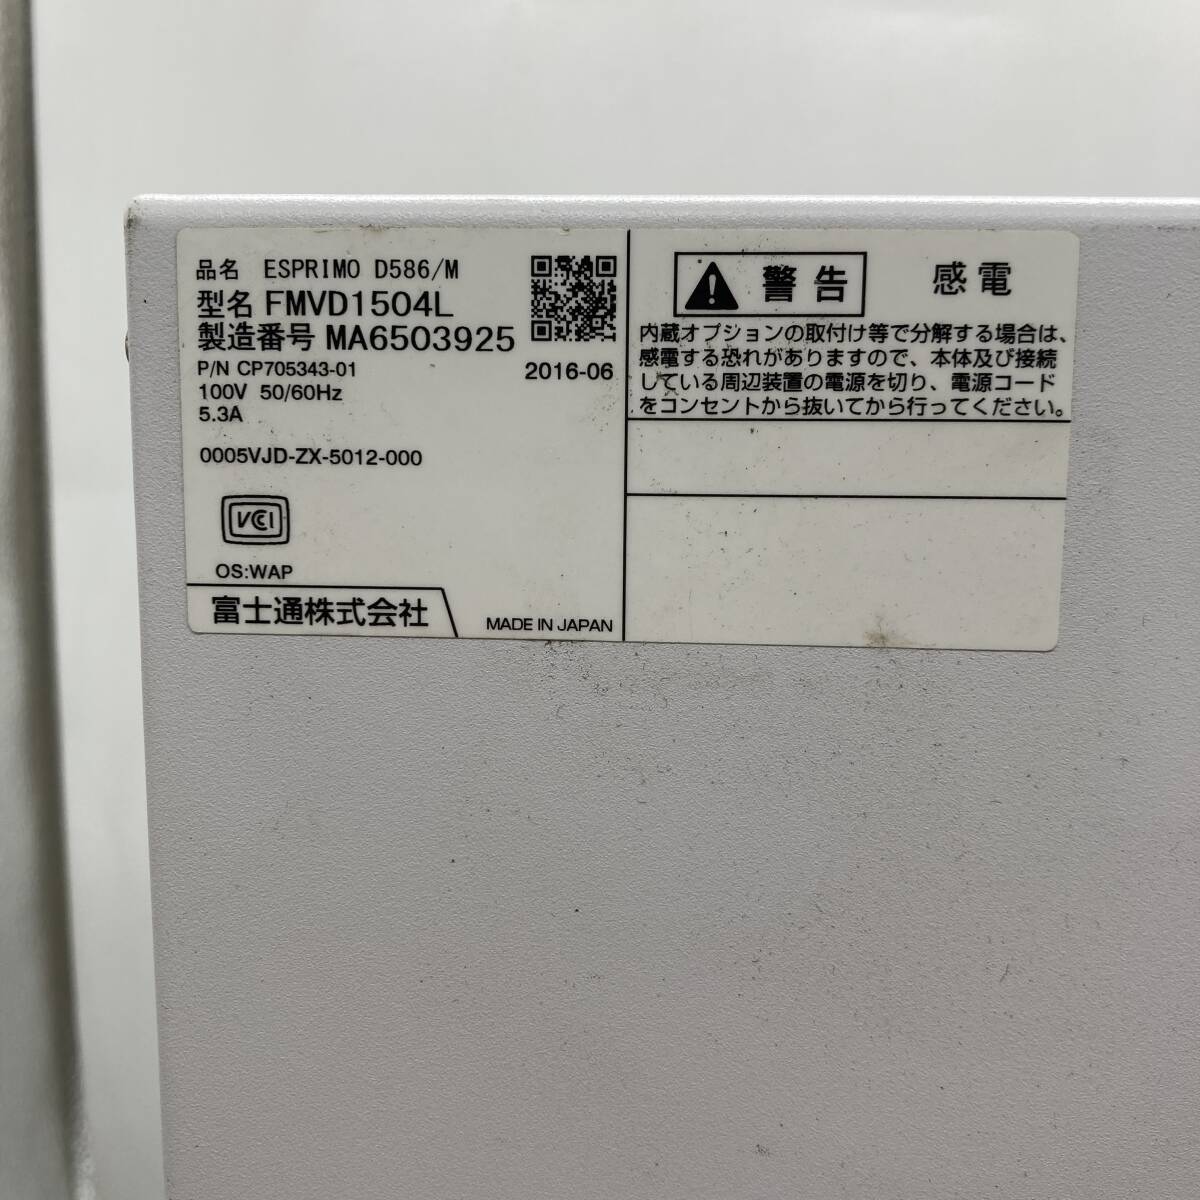 品名 ESPRIMO D586/M
型名 FMVD1504L
製造番号 MA6503925
P/N CP705343-01
2016-06
100V 50/60Hz
5.3A
0005VJD-ZX-5012-000
VCI
OS:WAP
富士通株式会社
MADE IN JAPAN
警告 感電
内蔵オプションの取付け等で分解する場合は、
感電する恐れがありますので、本体及び接続
している周辺装置の電源を切り、電源コード
をコンセントから抜いてから行ってください。